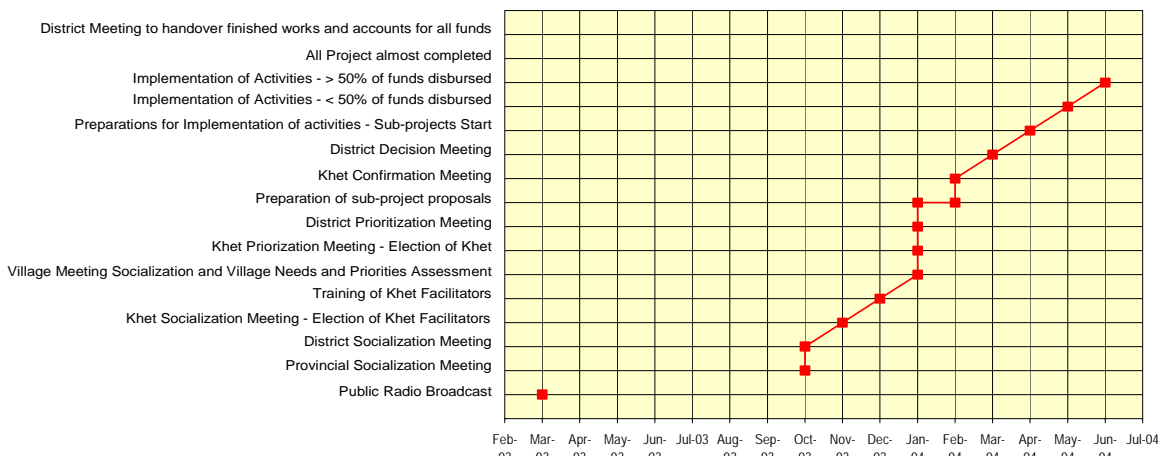 District Meeting to handover finished works and accounts for all funds
All Project almost completed
Implementation of Activities - > 50% of funds disbursed
Implementation of Activities - < 50% of funds disbursed
Preparations for Implementation of activities - Sub-projects Start
District Decision Meeting
Khet Confirmation Meeting
Preparation of sub-project proposals
District Prioritization Meeting
Khet Priorization Meeting - Election of Khet
Village Meeting Socialization and Village Needs and Priorities Assessment
Training of Khet Facilitators
Khet Socialization Meeting - Election of Khet Facilitators
District Socialization Meeting
Provincial Socialization Meeting
Public Radio Broadcast
Feb- Mar- Apr- May- Jun- Jul-03 Aug- Sep- Oct- Nov- Dec- Jan- Feb- Mar- Apr- May- Jun- Jul-04